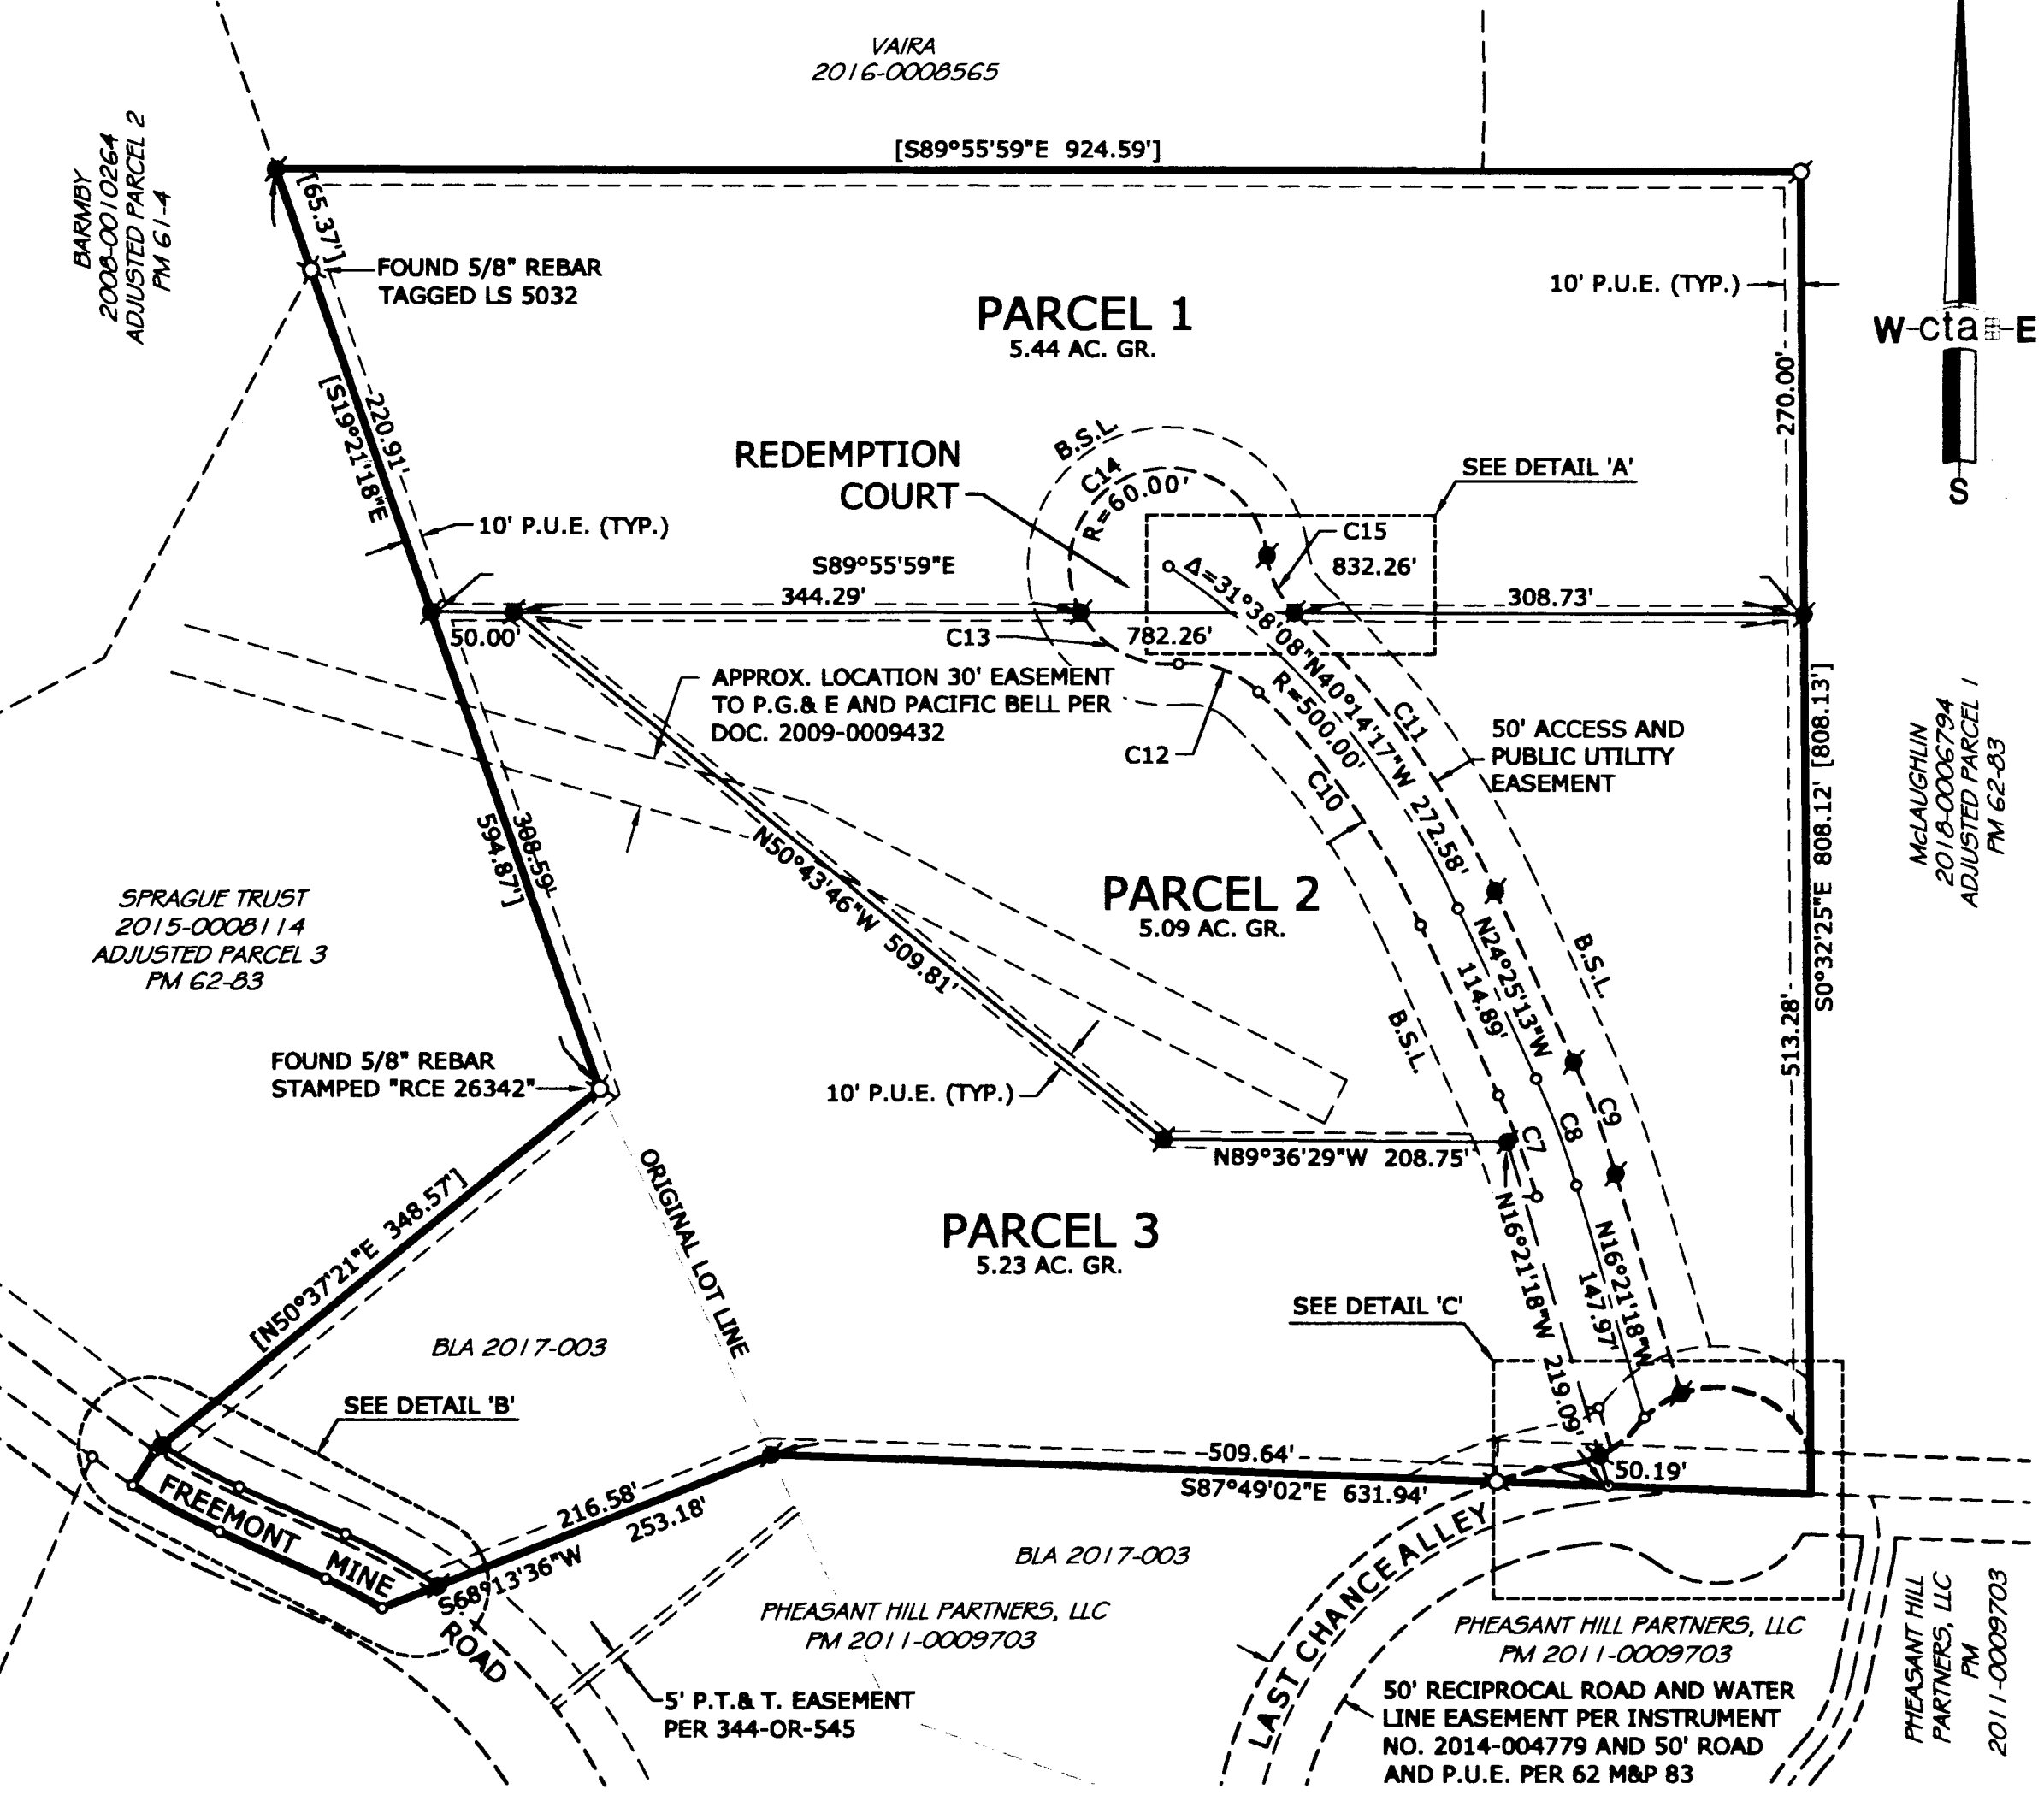 VAIRA
2016-0008565
BARMBY
2008-0010264
ADJUSTED PARCEL 2
PM 61-4
[S89°55'59"E 924.59']
[65.37']
FOUND 5/8" REBAR
TAGGED LS 5032
PARCEL 1
5.44 AC. GR.
10' P.U.E. (TYP.)
W cta E
S
270.00'
220.91'
[S19°21'18"E
594.87']
308.59'
REDEMPTION
COURT
B.S.L.
C14
R=60.00'
SEE DETAIL 'A'
10' P.U.E. (TYP.)
C15
832.26'
S89°55'59"E
344.29'
308.73'
50.00'
C13
782.26'
Δ=31°38'08"
R=500.00'
N40°14'17"W 272.58'
C11
APPROX. LOCATION 30' EASEMENT
TO P.G.& E AND PACIFIC BELL PER
DOC. 2009-0009432
C12
C10
50' ACCESS AND
PUBLIC UTILITY
EASEMENT
McLAUGHLIN
2018-0006794
ADJUSTED PARCEL 1
PM 62-83
S0°32'25"E 808.12' [808.13']
513.28'
N50°43'46"W 509.81'
SPRAGUE TRUST
2015-0008114
ADJUSTED PARCEL 3
PM 62-83
PARCEL 2
5.09 AC. GR.
N24°25'13"W
114.89'
B.S.L.
B.S.L.
FOUND 5/8" REBAR
STAMPED "RCE 26342"
10' P.U.E. (TYP.)
C7
C8
C9
N89°36'29"W 208.75'
ORIGINAL LOT LINE
[N50°37'21"E 348.57']
PARCEL 3
5.23 AC. GR.
N16°21'18"W 219.09'
N16°21'18"W
147.97'
SEE DETAIL 'C'
BLA 2017-003
SEE DETAIL 'B'
509.64'
S87°49'02"E 631.94'
50.19'
216.58'
253.18'
S68°13'36"W
FREEMONT MINE
ROAD
BLA 2017-003
LAST CHANCE ALLEY
PHEASANT HILL PARTNERS, LLC
PM 2011-0009703
PHEASANT HILL PARTNERS, LLC
PM 2011-0009703
PHEASANT HILL
PARTNERS, LLC
PM
2011-0009703
5' P.T.& T. EASEMENT
PER 344-OR-545
50' RECIPROCAL ROAD AND WATER
LINE EASEMENT PER INSTRUMENT
NO. 2014-004779 AND 50' ROAD
AND P.U.E. PER 62 M&P 83